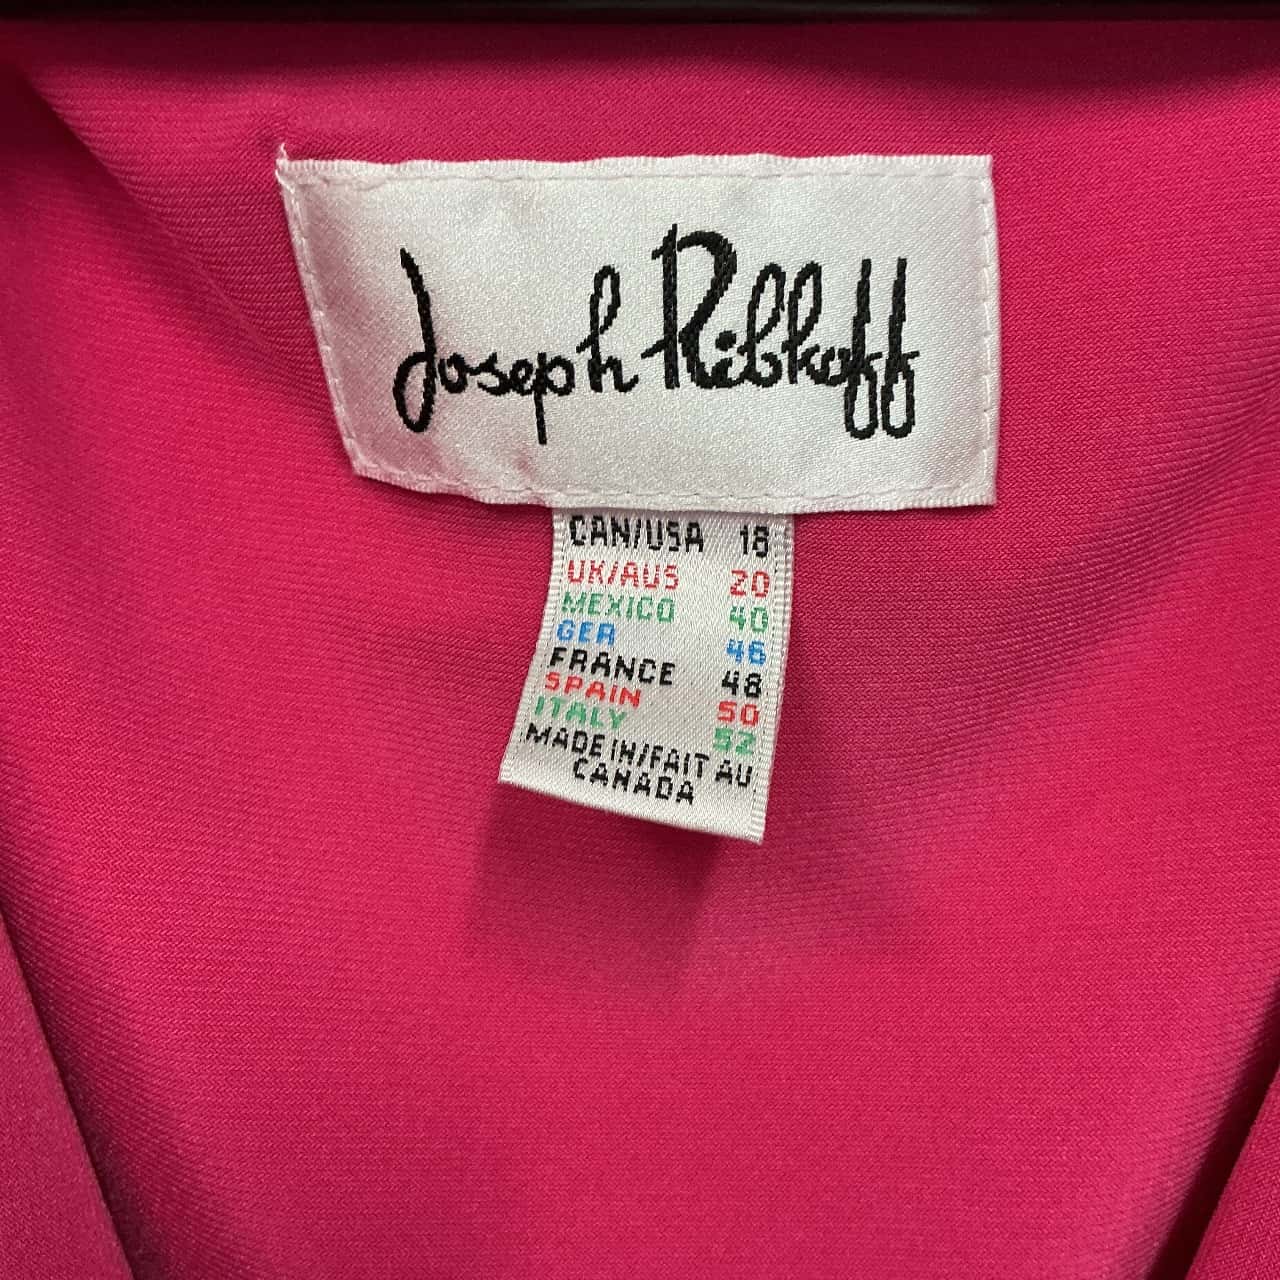 Joseph Ribkoff
CAN/USA 18
UK/AUS 20
MEXICO 40
GER 46
FRANCE 48
SPAIN 50
ITALY 52
MADE IN/FAIT AU
CANADA